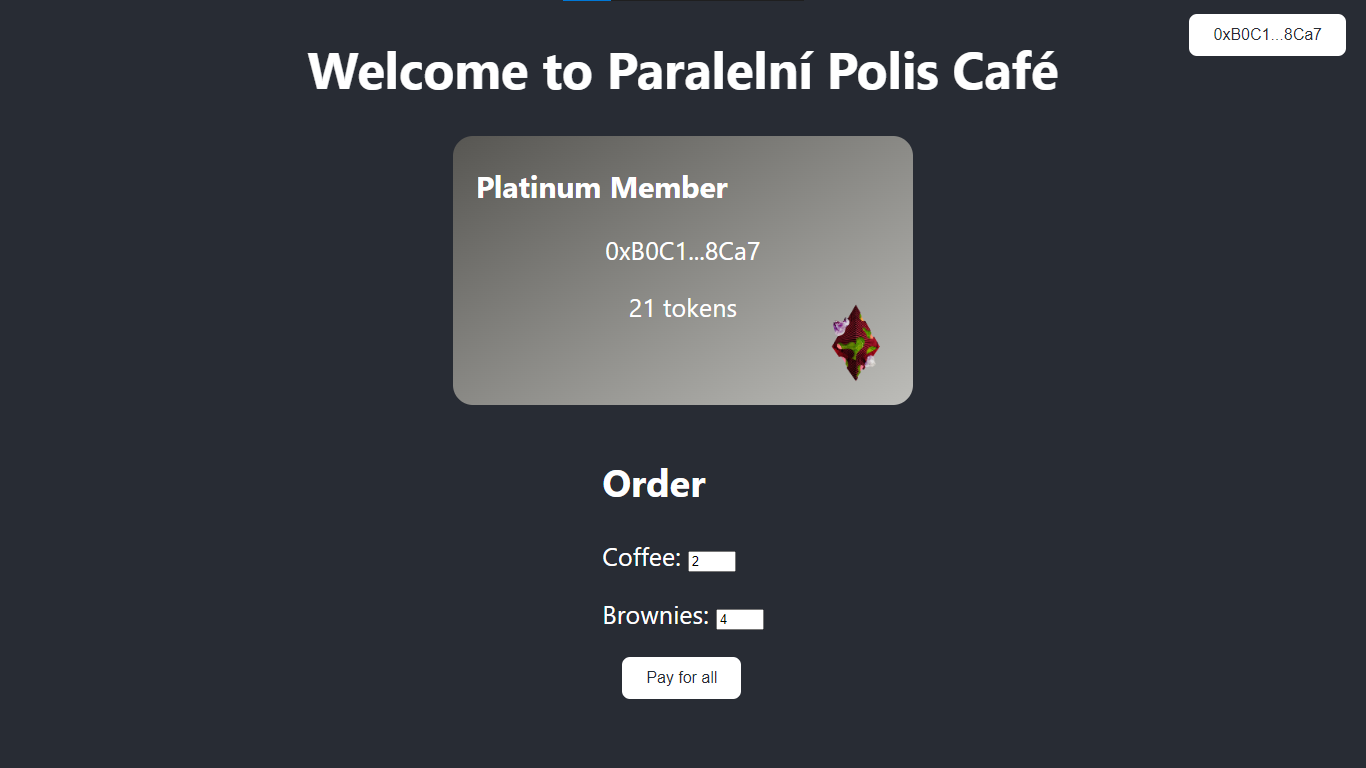 0xB0C1...8Ca7
Welcome to Paralelní Polis Café
Platinum Member
0xB0C1...8Ca7
21 tokens
Order
Coffee: 2
Brownies: 4
Pay for all